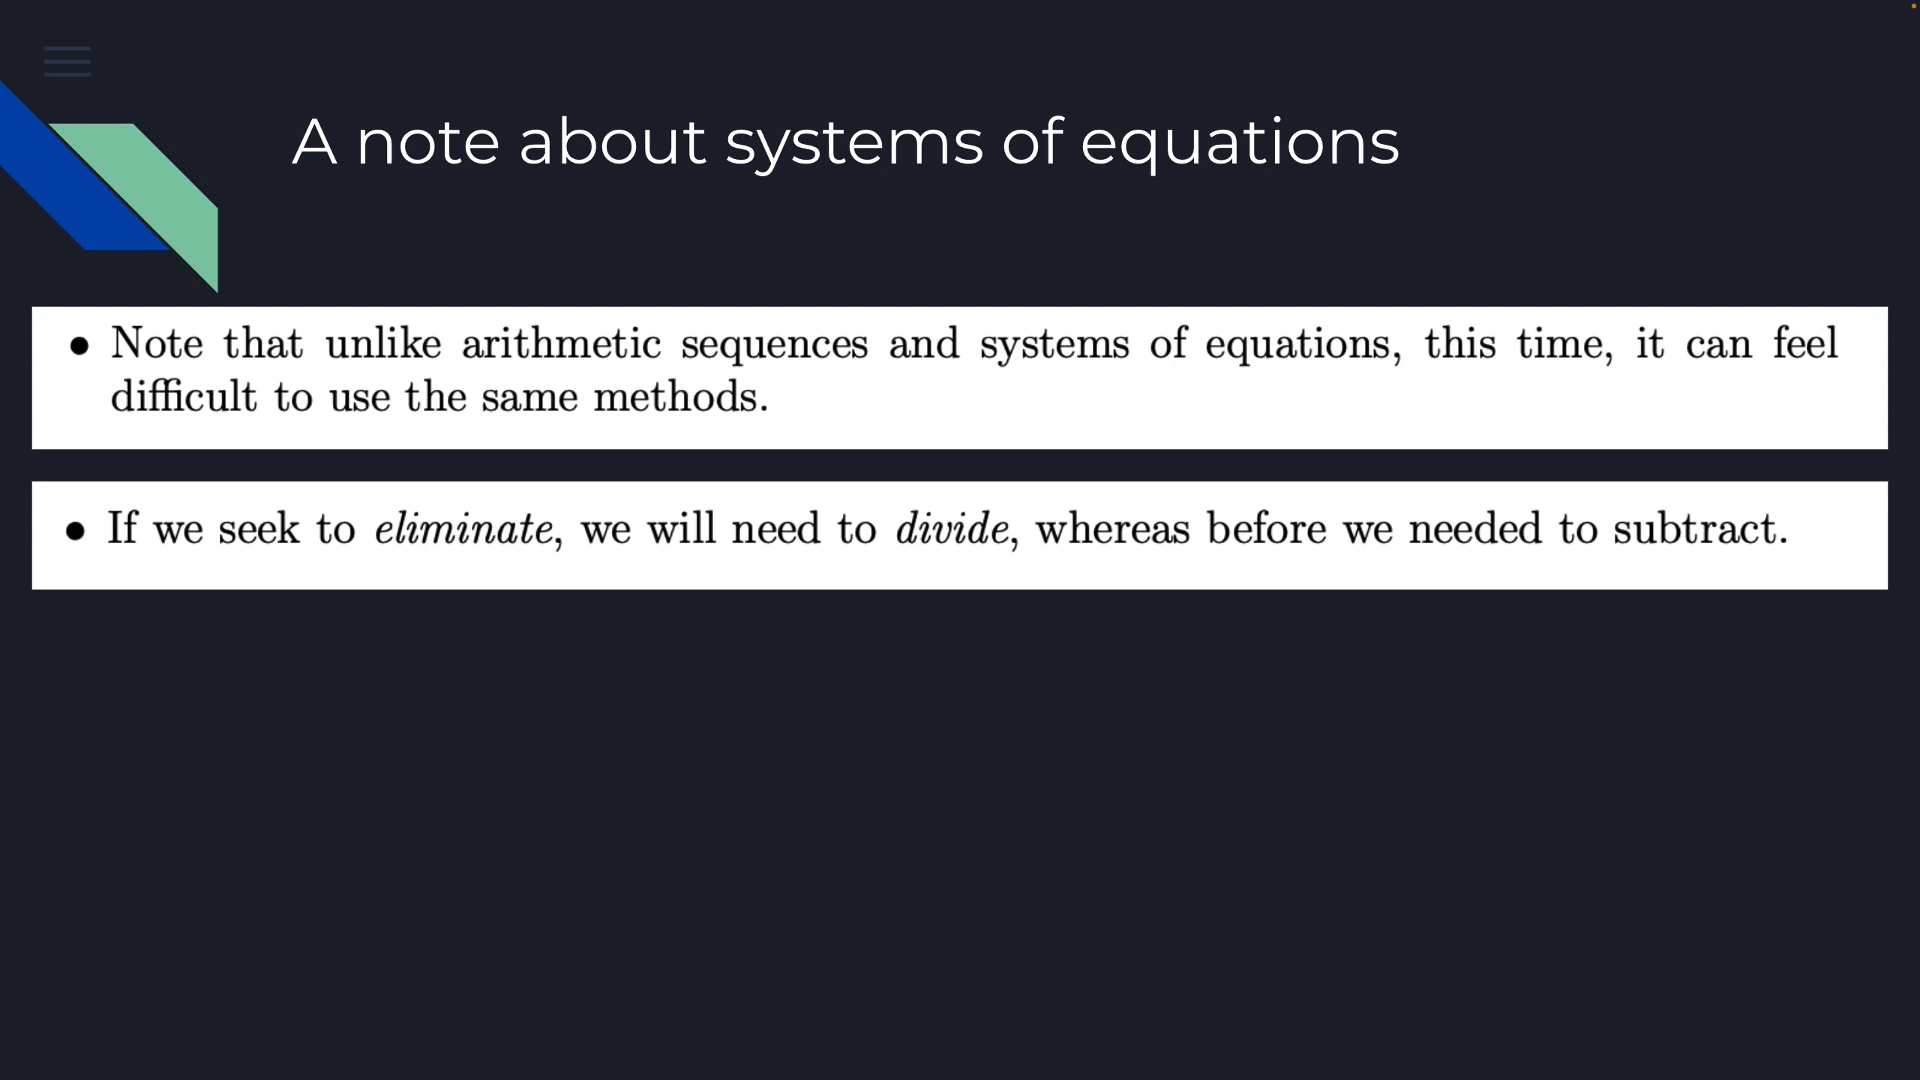 A note about systems of equations
● Note that unlike arithmetic sequences and systems of equations, this time, it can feel
difficult to use the same methods.
● If we seek to eliminate, we will need to divide, whereas before we needed to subtract.